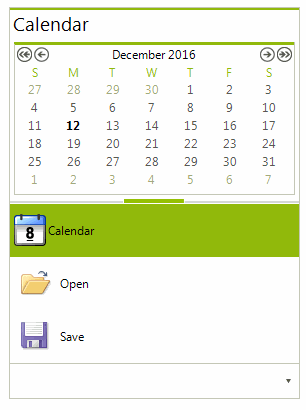 Calendar
December 2016
S M T W T F S
27 28 29 30 1 2 3
4 5 6 7 8 9 10
11 12 13 14 15 16 17
18 19 20 21 22 23 24
25 26 27 28 29 30 31
1 2 3 4 5 6 7
8 Calendar
Open
Save